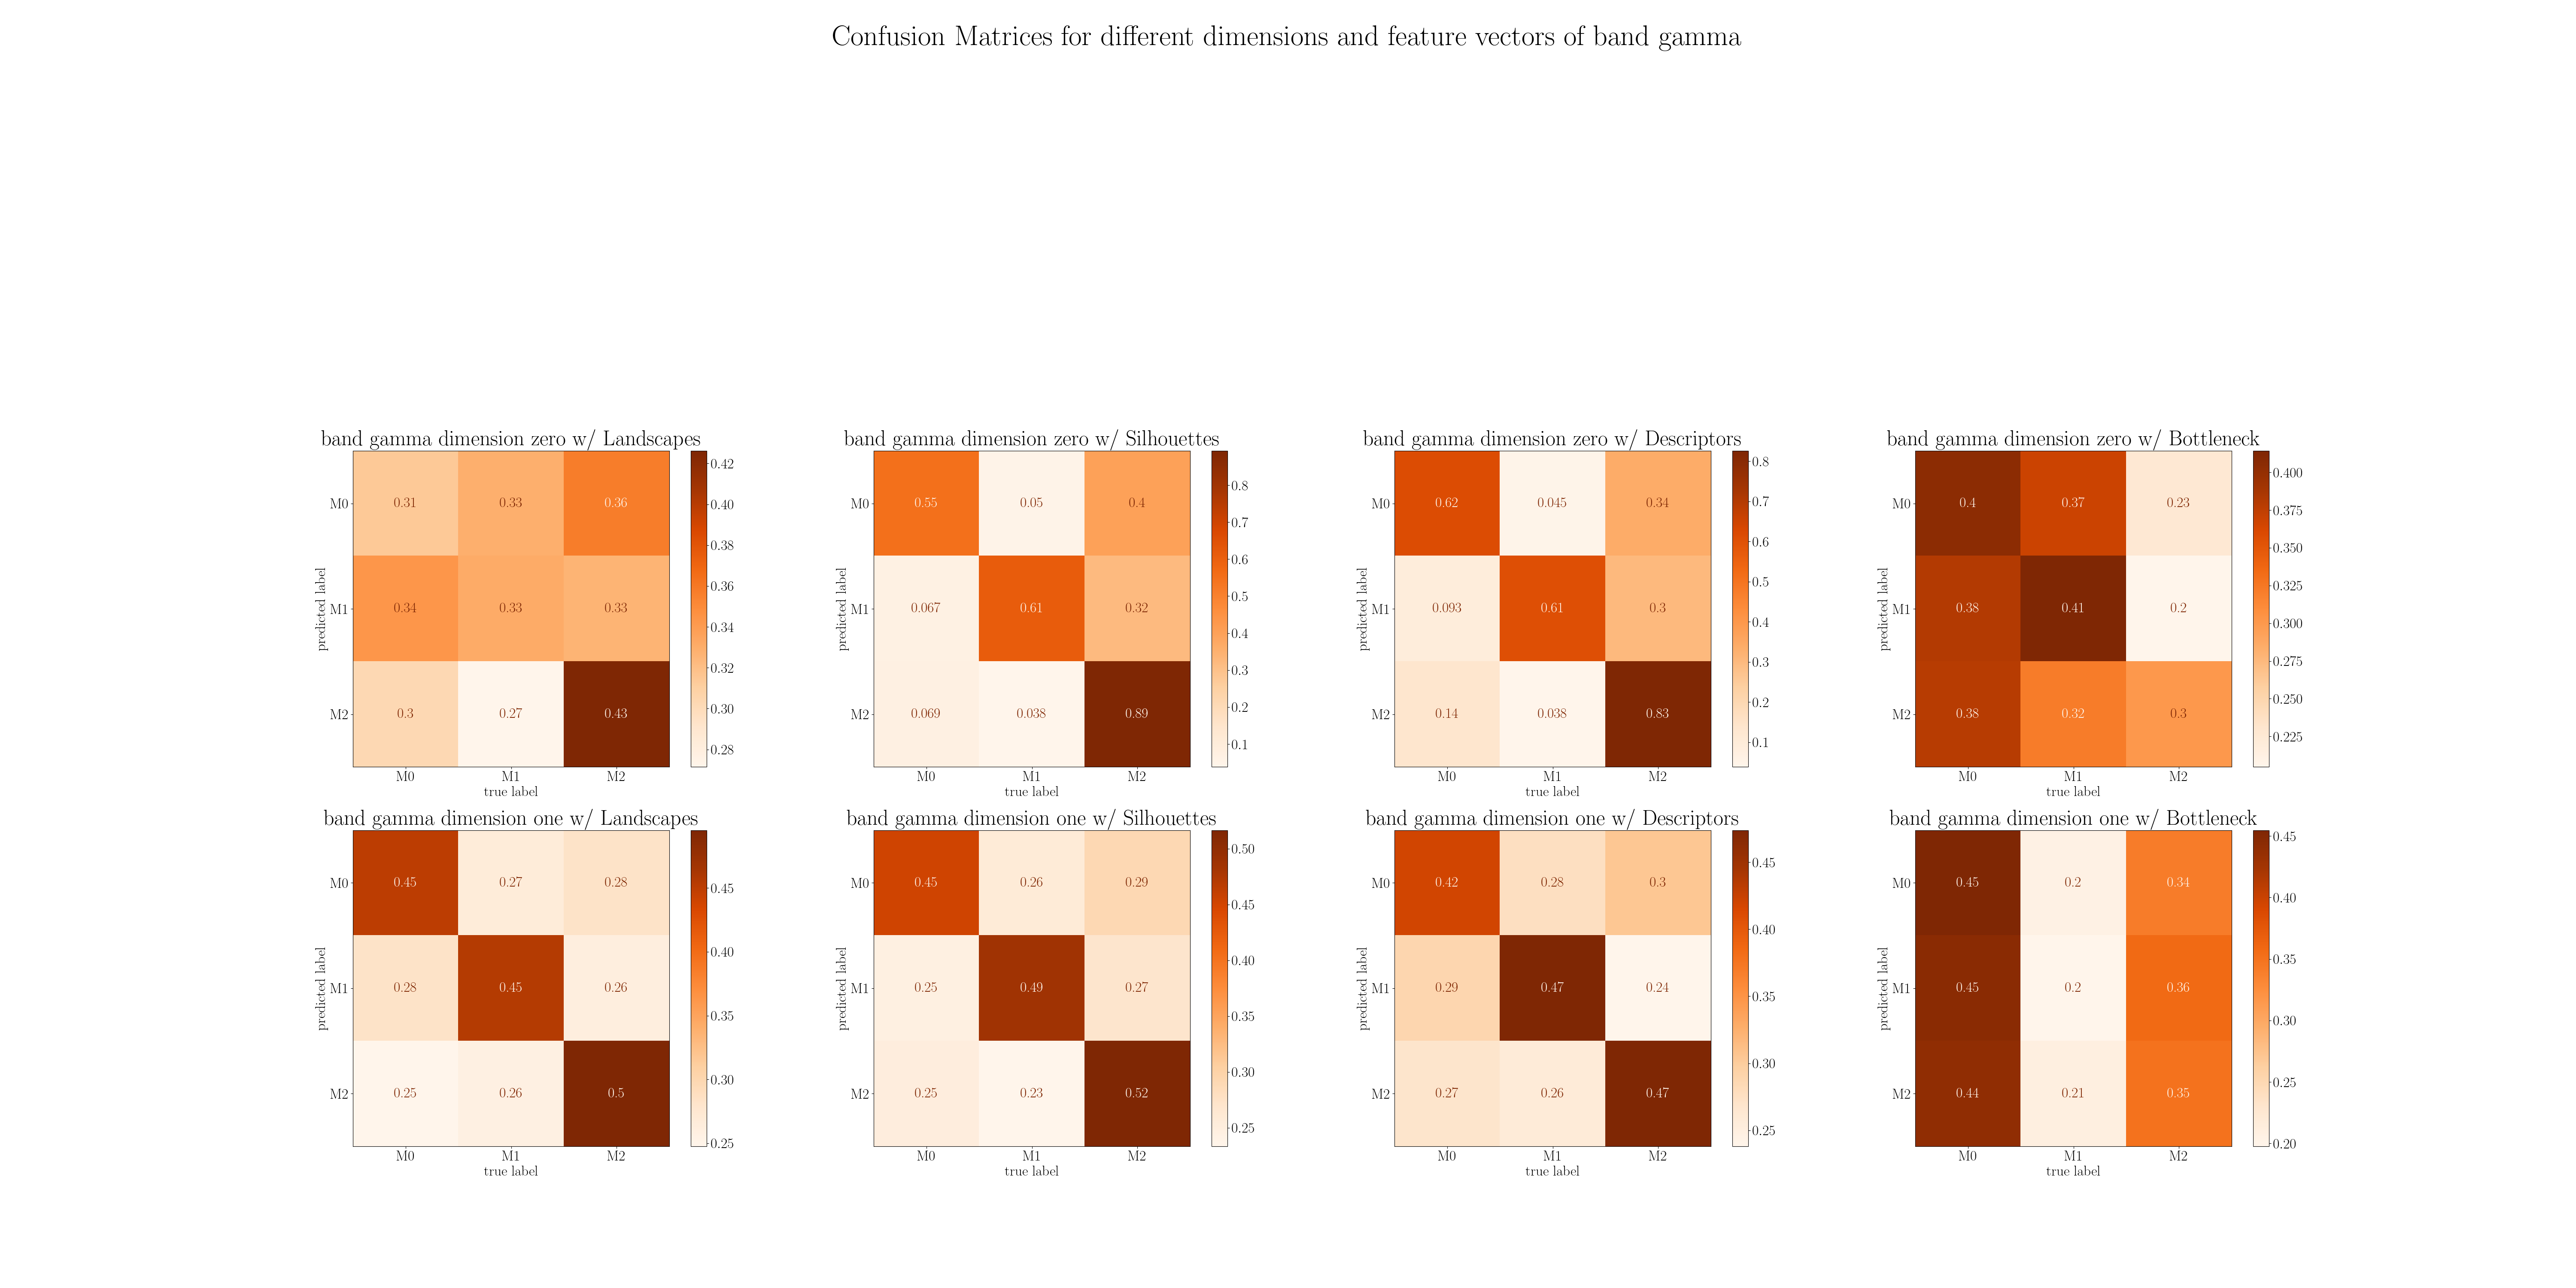 Confusion Matrices for different dimensions and feature vectors of band gamma
band gamma dimension zero w/ Landscapes
predicted label
M0
M1
M2
0.31 0.33 0.36
0.34 0.33 0.33
0.3 0.27 0.43
M0 M1 M2
true label
0.42
0.40
0.38
0.36
0.34
0.32
0.30
0.28
band gamma dimension zero w/ Silhouettes
predicted label
M0
M1
M2
0.55 0.05 0.4
0.067 0.61 0.32
0.069 0.038 0.89
M0 M1 M2
true label
0.8
0.7
0.6
0.5
0.4
0.3
0.2
0.1
band gamma dimension zero w/ Descriptors
predicted label
M0
M1
M2
0.62 0.045 0.34
0.093 0.61 0.3
0.14 0.038 0.83
M0 M1 M2
true label
0.8
0.7
0.6
0.5
0.4
0.3
0.2
0.1
band gamma dimension zero w/ Bottleneck
predicted label
M0
M1
M2
0.4 0.37 0.23
0.38 0.41 0.2
0.38 0.32 0.3
M0 M1 M2
true label
0.400
0.375
0.350
0.325
0.300
0.275
0.250
0.225
band gamma dimension one w/ Landscapes
predicted label
M0
M1
M2
0.45 0.27 0.28
0.28 0.45 0.26
0.25 0.26 0.5
M0 M1 M2
true label
0.45
0.40
0.35
0.30
0.25
band gamma dimension one w/ Silhouettes
predicted label
M0
M1
M2
0.45 0.26 0.29
0.25 0.49 0.27
0.25 0.23 0.52
M0 M1 M2
true label
0.50
0.45
0.40
0.35
0.30
0.25
band gamma dimension one w/ Descriptors
predicted label
M0
M1
M2
0.42 0.28 0.3
0.29 0.47 0.24
0.27 0.26 0.47
M0 M1 M2
true label
0.45
0.40
0.35
0.30
0.25
band gamma dimension one w/ Bottleneck
predicted label
M0
M1
M2
0.45 0.2 0.34
0.45 0.2 0.36
0.44 0.21 0.35
M0 M1 M2
true label
0.45
0.40
0.35
0.30
0.25
0.20